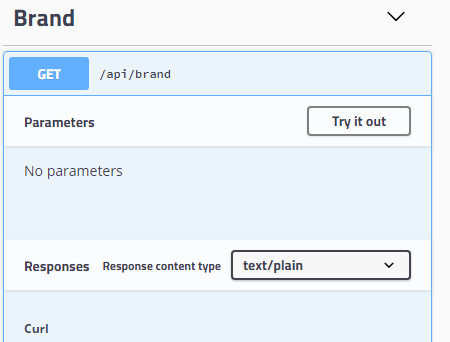 Brand
GET /api/brand
Parameters Try it out
No parameters
Responses Response content type text/plain
Curl